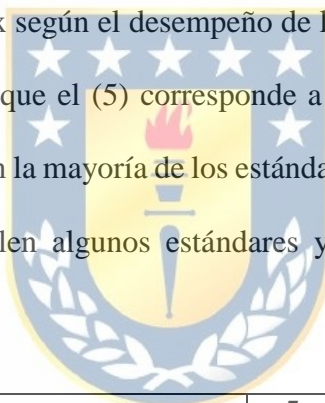 x según el desempeño de l
que el (5) corresponde a
n la mayoría de los estánda
len algunos estándares y